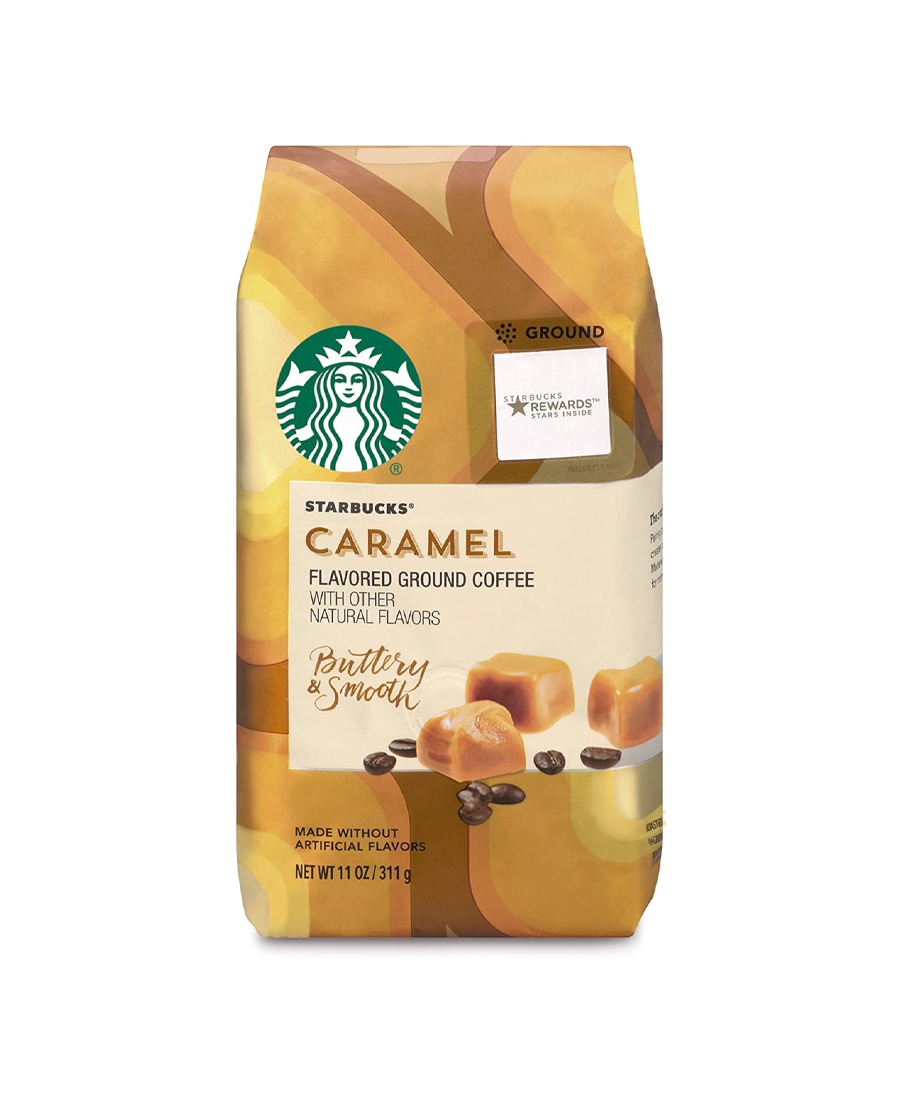 GROUND
STARBUCKS
REWARDS™
STARS INSIDE
®
STARBUCKS®
CARAMEL
FLAVORED GROUND COFFEE
WITH OTHER
NATURAL FLAVORS
Buttery
& Smooth
MADE WITHOUT
ARTIFICIAL FLAVORS
NET WT 11 OZ / 311 g